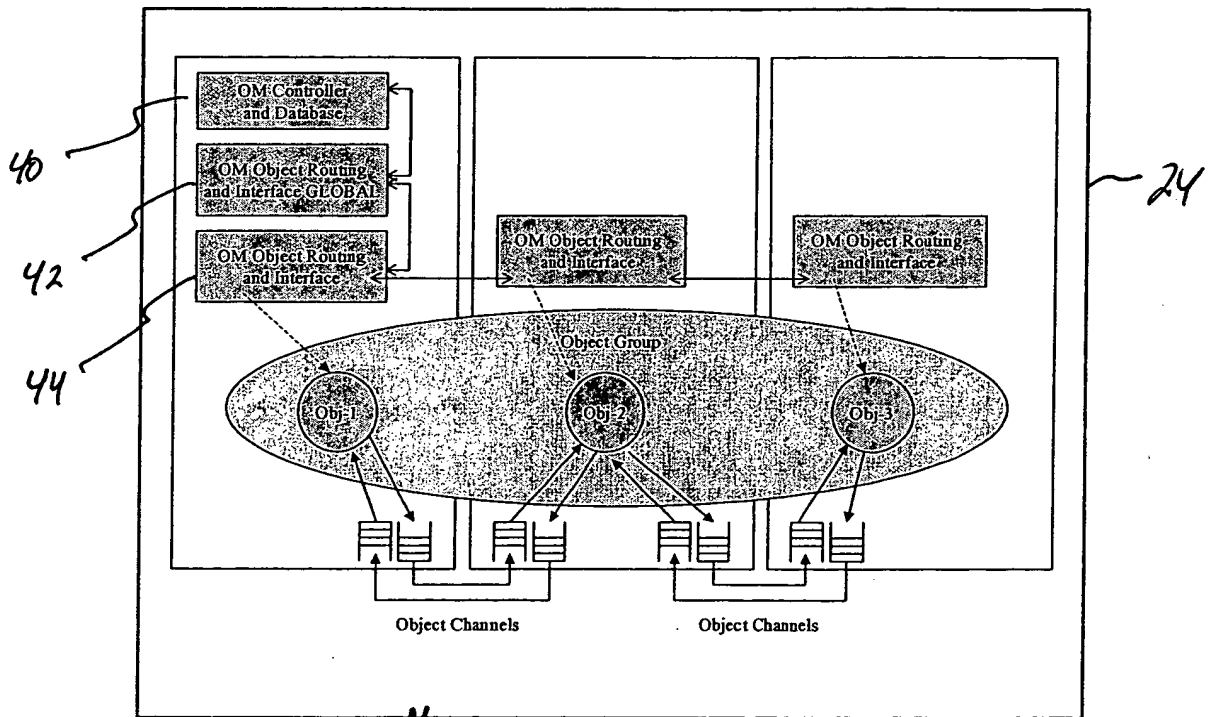 OM Controller
and Database
40
OM Object Routing
and Interface GLOBAL
24
42
OM Object Routing
and Interface
OM Object Routing
and Interface
OM Object Routing
and Interface
44
Object Group
Obj-1
Obj-2
Obj-3
Object Channels
Object Channels